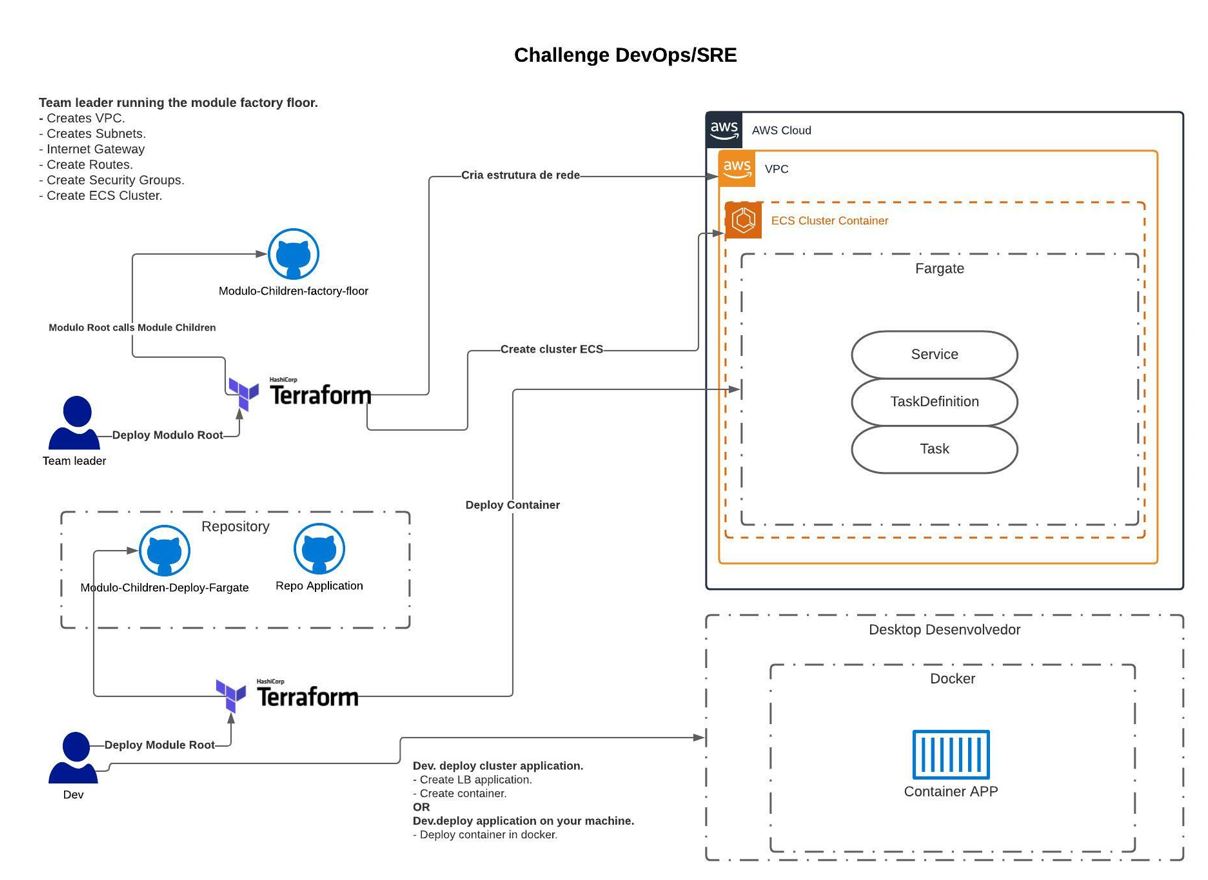 Challenge DevOps/SRE
Team leader running the module factory floor.
- Creates VPC.
- Creates Subnets.
- Internet Gateway
- Create Routes.
- Create Security Groups.
- Create ECS Cluster.
aws
AWS Cloud
aws
VPC
Cria estrutura de rede
ECS Cluster Container
Fargate
Modulo-Children-factory-floor
Modulo Root calls Module Children
Create cluster ECS
Service
HashiCorp
Terraform
TaskDefinition
Deploy Modulo Root
Task
Team leader
Deploy Container
Repository
Modulo-Children-Deploy-Fargate
Repo Application
Desktop Desenvolvedor
Docker
HashiCorp
Terraform
Deploy Module Root
Dev
Dev. deploy cluster application.
- Create LB application.
- Create container.
OR
Dev.deploy application on your machine.
- Deploy container in docker.
Container APP